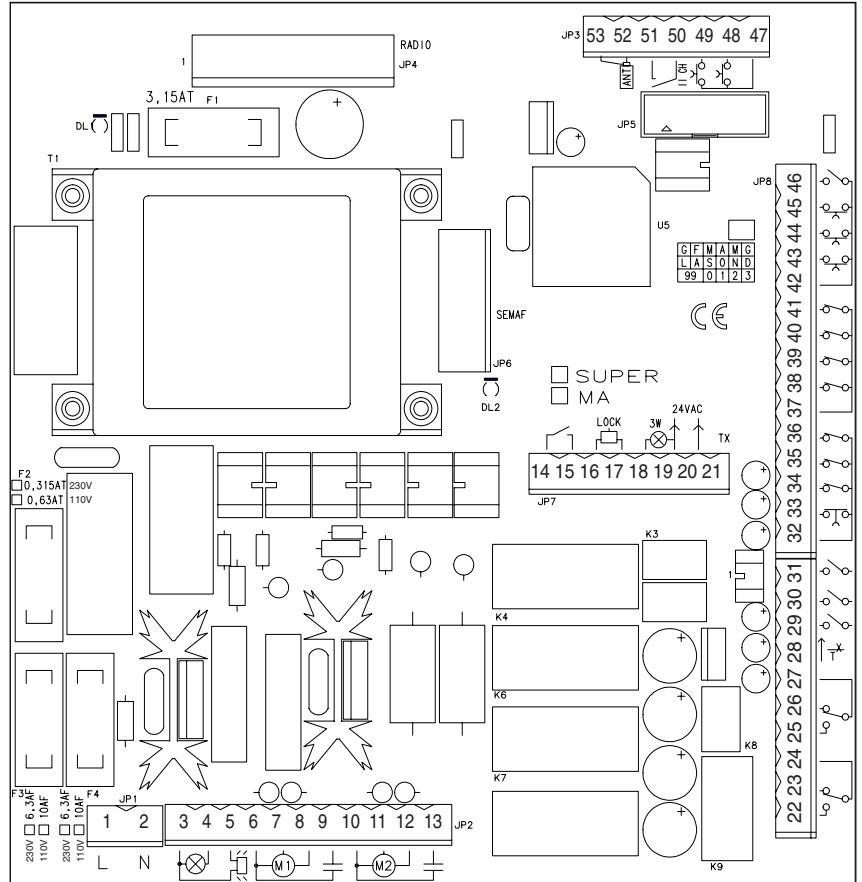 RADIO
1
JP4
JP3
53 52 51 50 49 48 47
ANT
II CH
3,15AT F1
DL
JP5
T1
JP8
46
45
44
43
42
41
40
39
38
37
36
35
34
33
32
U5
G F M A M G
L A S O N D
99 0 1 2 3
CE
SEMAF
JP6
DL2
SUPER
MA
LOCK 3W 24VAC
TX
14 15 16 17 18 19 20 21
JP7
F2
0,315AT 230V
0,63AT 110V
K3
K4
1
31
30
29
28
27
26
25
24
23
22
TX
K6
K7
K8
K9
F3 F4
230V 6,3AF
110V 10AF
230V 6,3AF
110V 10AF
JP1
1 2
L N
3 4 5 6 7 8 9 10 11 12 13
JP2
M1 M2